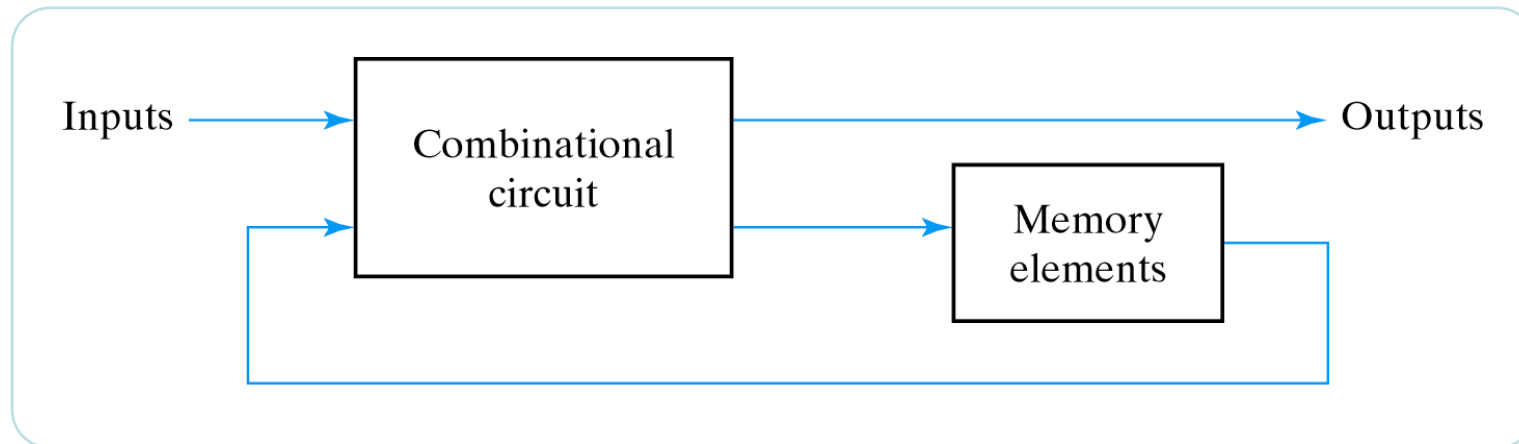 Inputs
Combinational
circuit
Outputs
Memory
elements